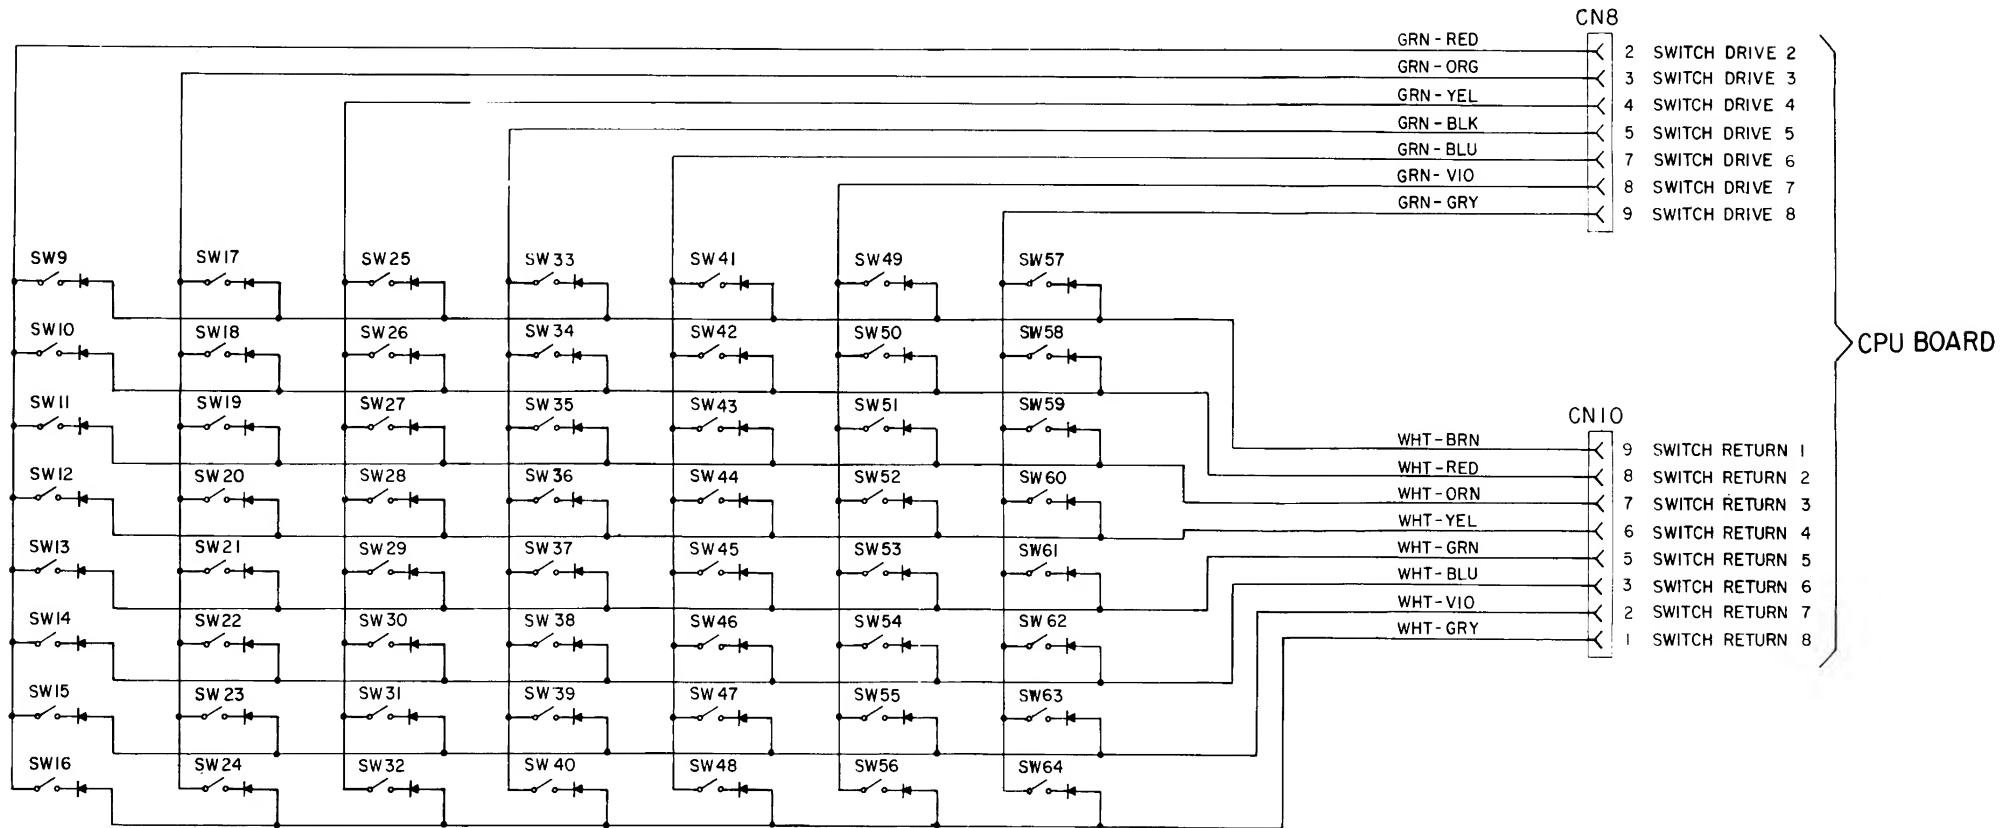 CN8
GRN-RED 2 SWITCH DRIVE 2
GRN-ORG 3 SWITCH DRIVE 3
GRN-YEL 4 SWITCH DRIVE 4
GRN-BLK 5 SWITCH DRIVE 5
GRN-BLU 7 SWITCH DRIVE 6
GRN-VIO 8 SWITCH DRIVE 7
GRN-GRY 9 SWITCH DRIVE 8
SW9 SW17 SW25 SW33 SW41 SW49 SW57
SW10 SW18 SW26 SW34 SW42 SW50 SW58
CPU BOARD
SW11 SW19 SW27 SW35 SW43 SW51 SW59
CN10
WHT-BRN 9 SWITCH RETURN 1
WHT-RED 8 SWITCH RETURN 2
SW12 SW20 SW28 SW36 SW44 SW52 SW60
WHT-ORN 7 SWITCH RETURN 3
WHT-YEL 6 SWITCH RETURN 4
SW13 SW21 SW29 SW37 SW45 SW53 SW61
WHT-GRN 5 SWITCH RETURN 5
WHT-BLU 3 SWITCH RETURN 6
WHT-VIO 2 SWITCH RETURN 7
SW14 SW22 SW30 SW38 SW46 SW54 SW62
WHT-GRY 1 SWITCH RETURN 8
SW15 SW23 SW31 SW39 SW47 SW55 SW63
SW16 SW24 SW32 SW40 SW48 SW56 SW64